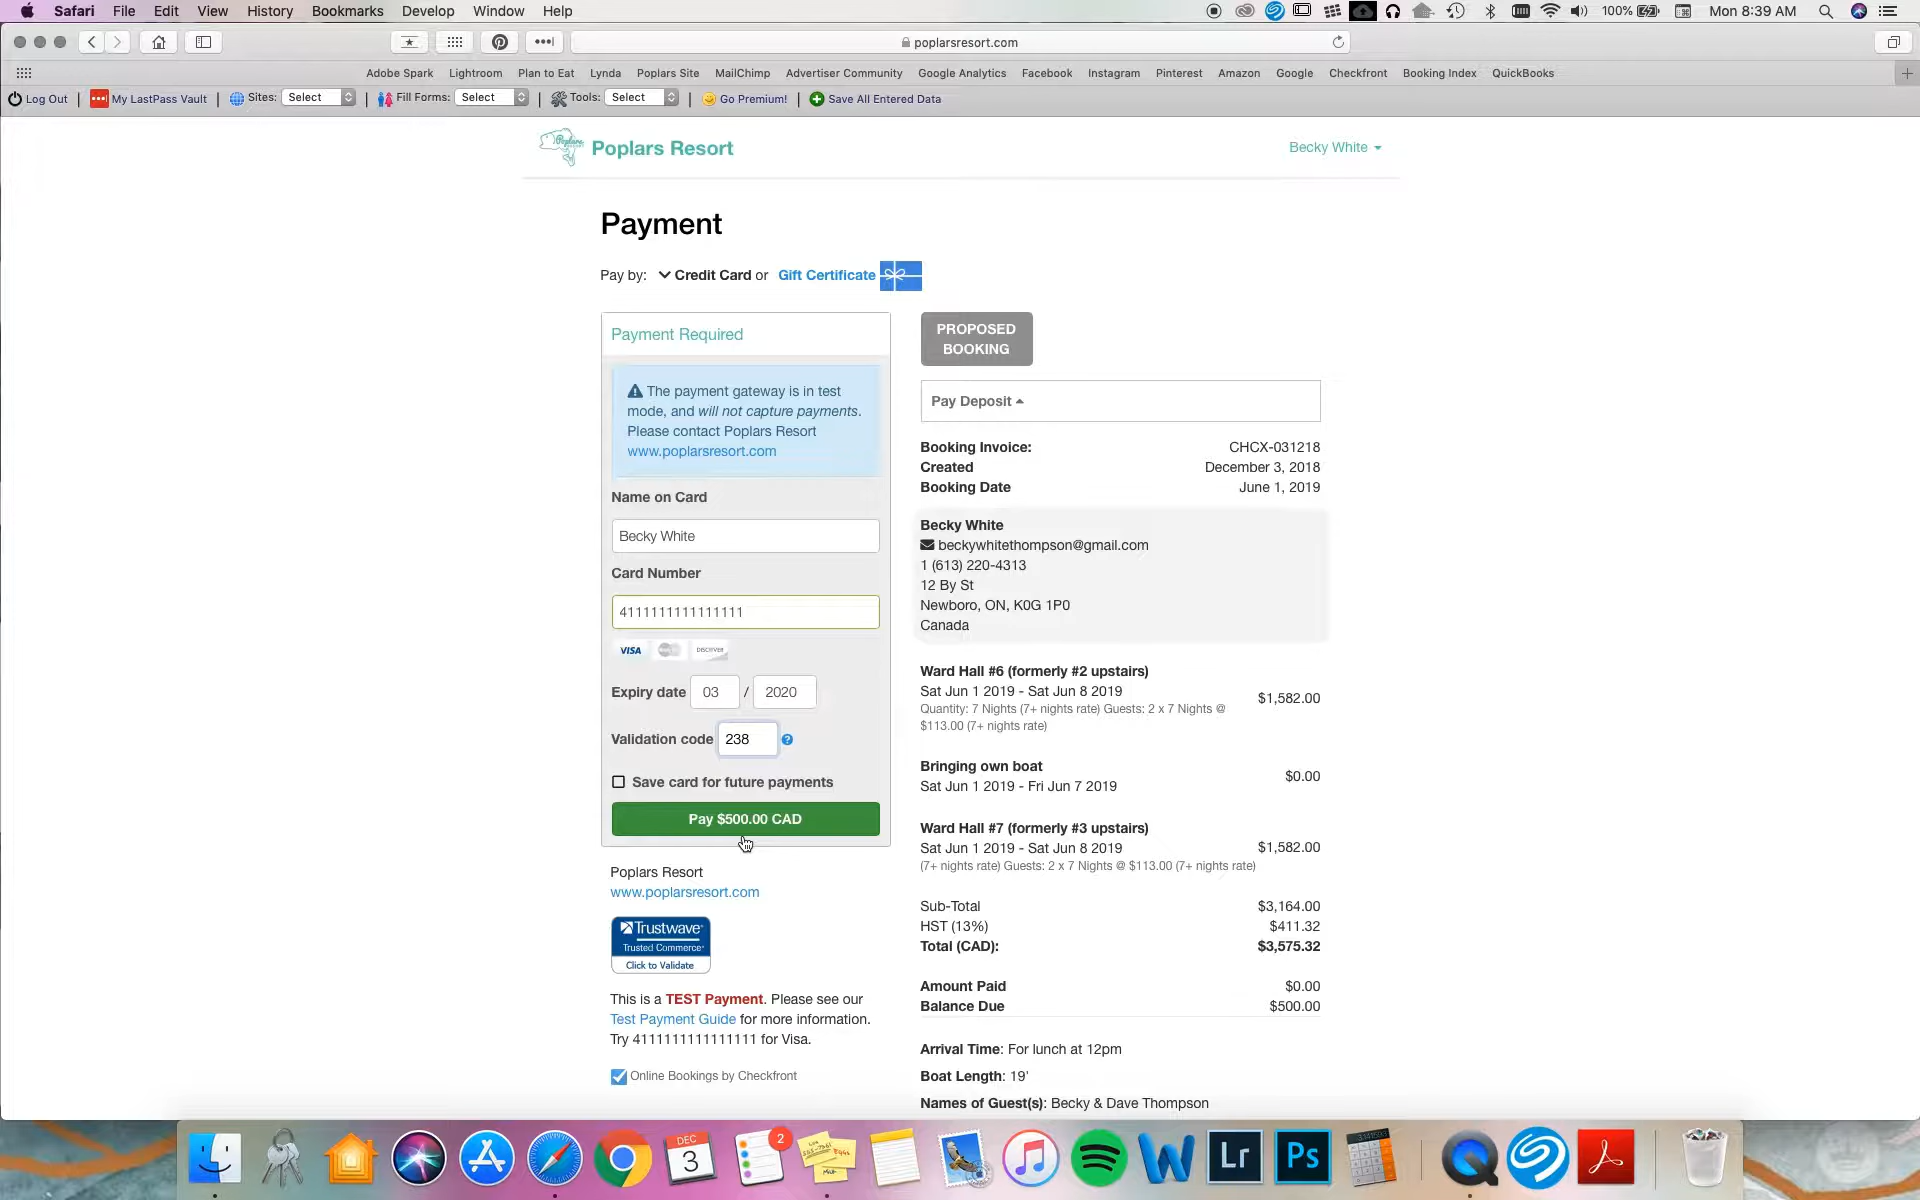 Safari File Edit View History Bookmarks Develop Window Help 100% Mon 8:39 AM
poplarsresort.com
Adobe Spark Lightroom Plan to Eat Lynda Poplars Site MailChimp Advertiser Community Google Analytics Facebook Instagram Pinterest Amazon Google Checkfront Booking Index QuickBooks
Log Out | My LastPass Vault | Sites: Select | Fill Forms: Select | Tools: Select | Go Premium! | Save All Entered Data
Poplars Resort
Becky White
Payment
Pay by: Credit Card or Gift Certificate
Payment Required
The payment gateway is in test
mode, and will not capture payments.
Please contact Poplars Resort
www.poplarsresort.com
Name on Card
Becky White
Card Number
4111111111111111
VISA DISCOVER
Expiry date 03 / 2020
Validation code 238 ?
Save card for future payments
Pay $500.00 CAD
Poplars Resort
www.poplarsresort.com
Trustwave
Trusted Commerce
Click to Validate
This is a TEST Payment. Please see our
Test Payment Guide for more information.
Try 4111111111111111 for Visa.
Online Bookings by Checkfront
PROPOSED
BOOKING
Pay Deposit
Booking Invoice: CHCX-031218
Created December 3, 2018
Booking Date June 1, 2019
Becky White
beckywhitethompson@gmail.com
1 (613) 220-4313
12 By St
Newboro, ON, K0G 1P0
Canada
Ward Hall #6 (formerly #2 upstairs)
Sat Jun 1 2019 - Sat Jun 8 2019 $1,582.00
Quantity: 7 Nights (7+ nights rate) Guests: 2 x 7 Nights @
$113.00 (7+ nights rate)
Bringing own boat
Sat Jun 1 2019 - Fri Jun 7 2019 $0.00
Ward Hall #7 (formerly #3 upstairs)
Sat Jun 1 2019 - Sat Jun 8 2019 $1,582.00
(7+ nights rate) Guests: 2 x 7 Nights @ $113.00 (7+ nights rate)
Sub-Total $3,164.00
HST (13%) $411.32
Total (CAD): $3,575.32
Amount Paid $0.00
Balance Due $500.00
Arrival Time: For lunch at 12pm
Boat Length: 19'
Names of Guest(s): Becky & Dave Thompson
DEC
3
2
Lr
Ps